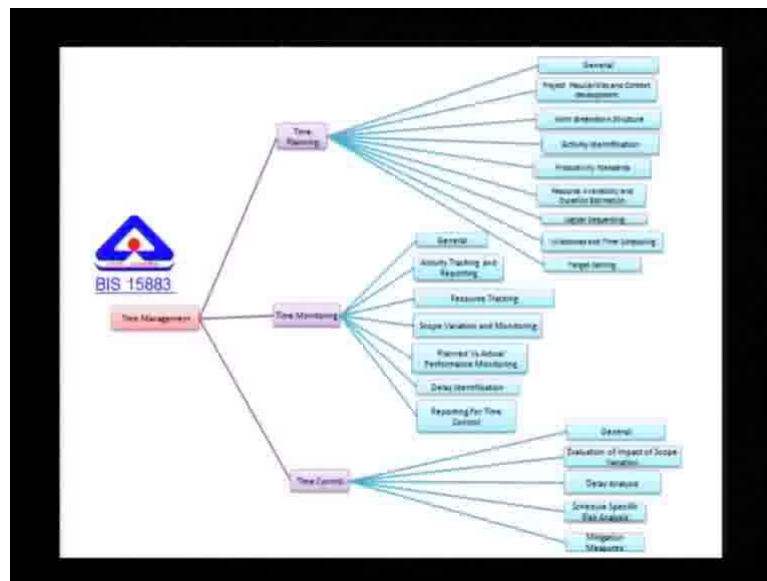 General
Project Peculiarities and Context
development
Work Breakdown Structure
Time
Planning
Activity Identification
Productivity Standards
Resource Availability and
Duration Estimation
Sequencing
Milestones and Time Scheduling
Target Setting
BIS 15883
Time Management
General
Activity Tracking and
Reporting
Resource Tracking
Time Monitoring
Scope Variation and Monitoring
Planned Vs Actual
Performance Monitoring
Delay Identification
Reporting for Time
Control
General
Evaluation of Impact of Scope
Variation
Time Control
Delay Analysis
Schedule Specific
Risk Analysis
Mitigation
Measures